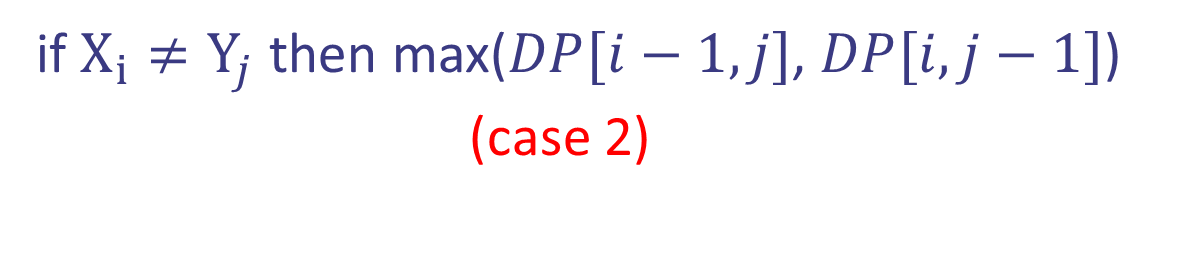 if Xᵢ ≠ Yⱼ then max(DP[i − 1, j], DP[i, j − 1])
(case 2)